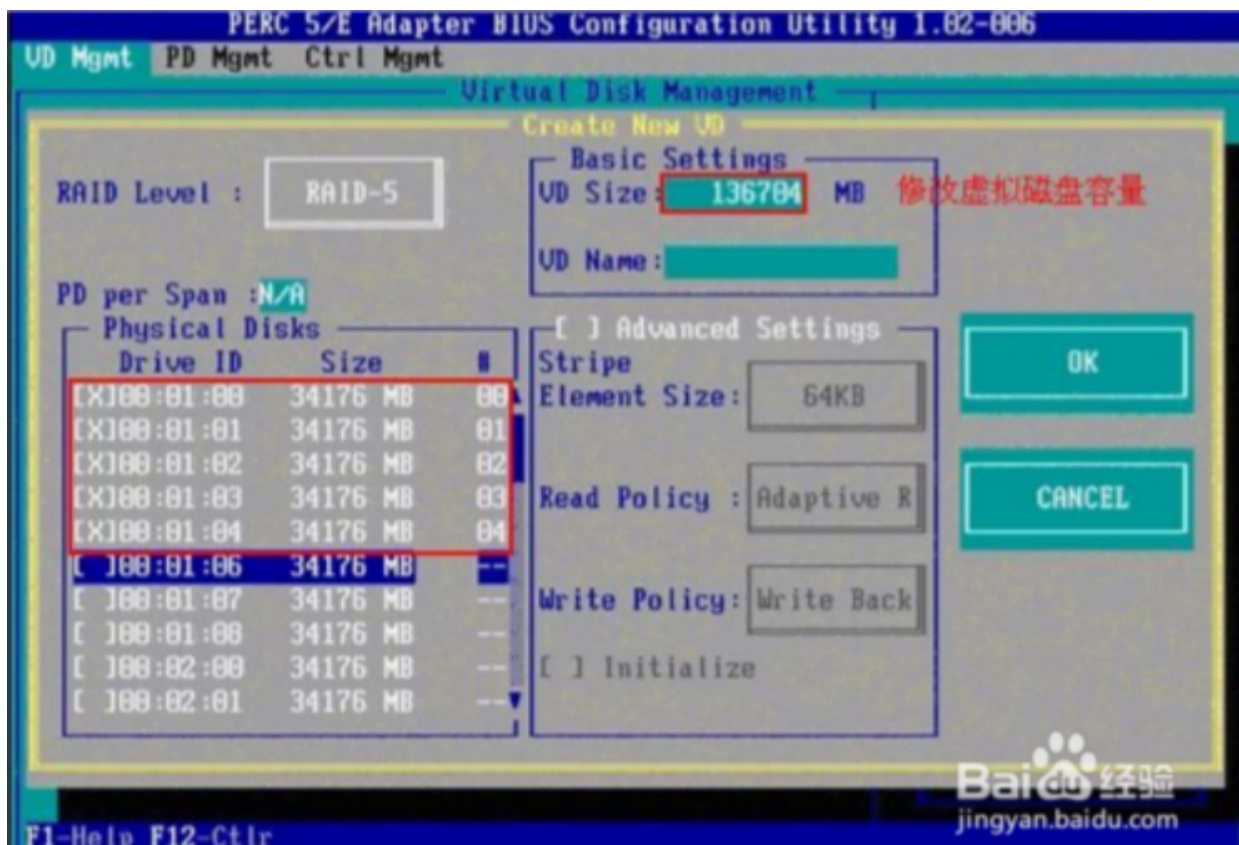 PERC 5/E Adapter BIOS Configuration Utility 1.02-006
VD Mgmt PD Mgmt Ctrl Mgmt
Virtual Disk Management
Create New VD
RAID Level : RAID-5
Basic Settings
VD Size: 136704 MB 修改虚拟磁盘容量
VD Name:
PD per Span :N/A
Physical Disks
Drive ID Size #
[X]00:01:00 34176 MB 00
[X]00:01:01 34176 MB 01
[X]00:01:02 34176 MB 02
[X]00:01:03 34176 MB 03
[X]00:01:04 34176 MB 04
[ ]00:01:06 34176 MB --
[ ]00:01:07 34176 MB --
[ ]00:01:08 34176 MB --
[ ]00:02:00 34176 MB --
[ ]00:02:01 34176 MB --
[ ] Advanced Settings
Stripe
Element Size: 64KB
Read Policy : Adaptive R
Write Policy: Write Back
[ ] Initialize
OK
CANCEL
Baidu 经验
jingyan.baidu.com
F1-Help F12-Ctlr